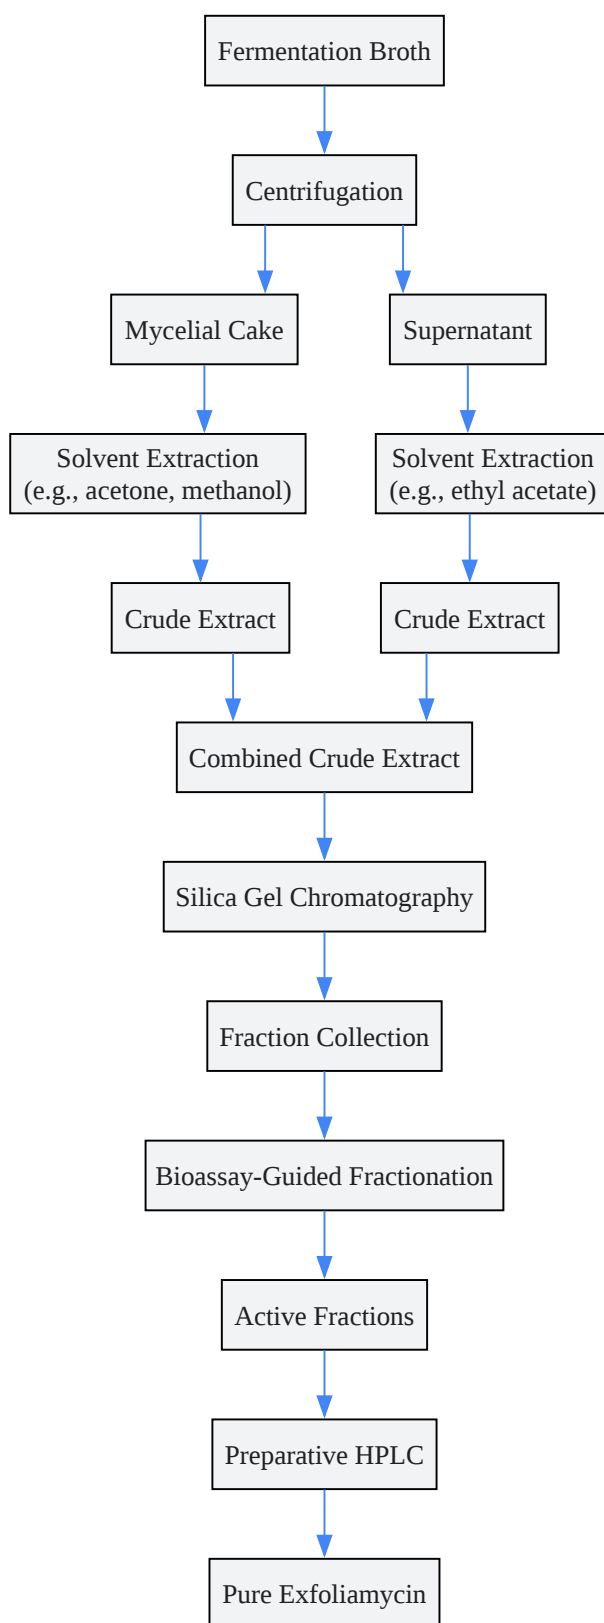 Fermentation Broth
Centrifugation
Mycelial Cake
Supernatant
Solvent Extraction
(e.g., acetone, methanol)
Solvent Extraction
(e.g., ethyl acetate)
Crude Extract
Crude Extract
Combined Crude Extract
Silica Gel Chromatography
Fraction Collection
Bioassay-Guided Fractionation
Active Fractions
Preparative HPLC
Pure Exfoliamycin